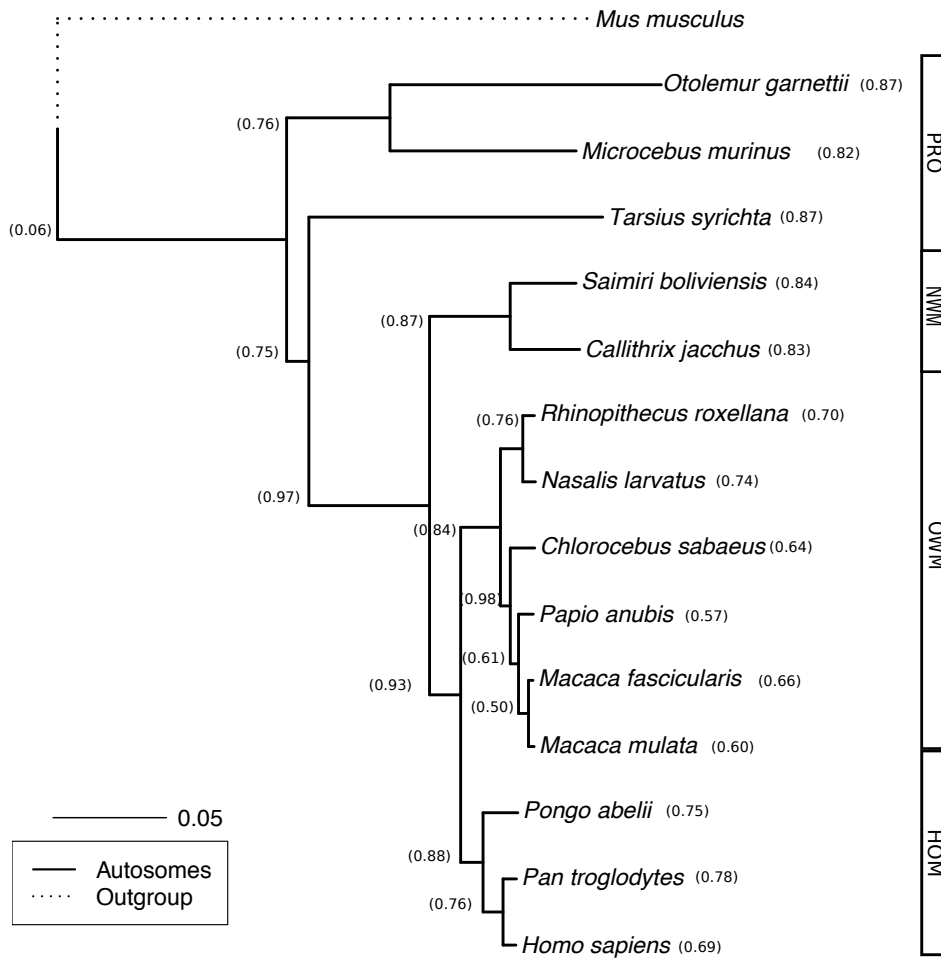 Mus musculus
Otolemur garnettii (0.87)
(0.76)
Microcebus murinus (0.82)
PRO
Tarsius syrichta (0.87)
(0.06)
Saimiri boliviensis (0.84)
NWM
(0.87)
Callithrix jacchus (0.83)
(0.75)
Rhinopithecus roxellana (0.70)
(0.76)
Nasalis larvatus (0.74)
(0.97)
(0.84)
Chlorocebus sabaeus (0.64)
OWM
(0.98)
Papio anubis (0.57)
(0.61)
Macaca fascicularis (0.66)
(0.93)
(0.50)
Macaca mulata (0.60)
Pongo abelii (0.75)
0.05
(0.88)
HOM
Autosomes
Pan troglodytes (0.78)
Outgroup
(0.76)
Homo sapiens (0.69)